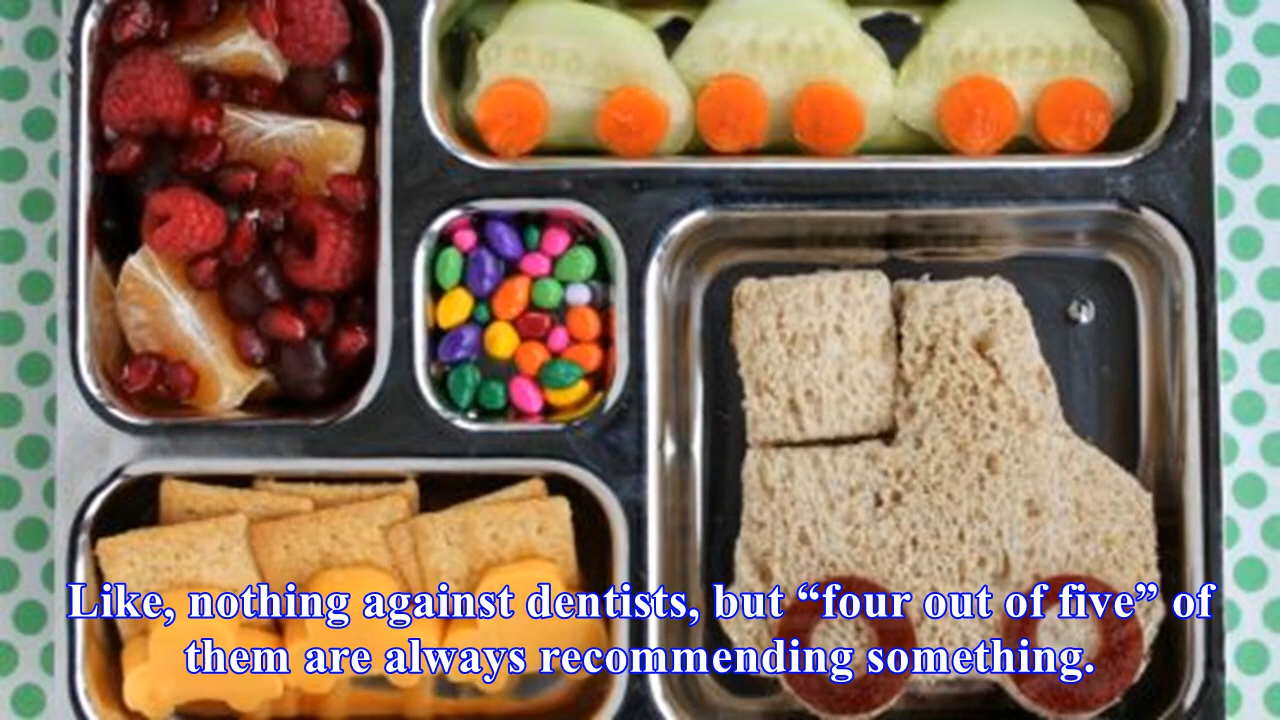 Like, nothing against dentists, but “four out of five” of
them are always recommending something.